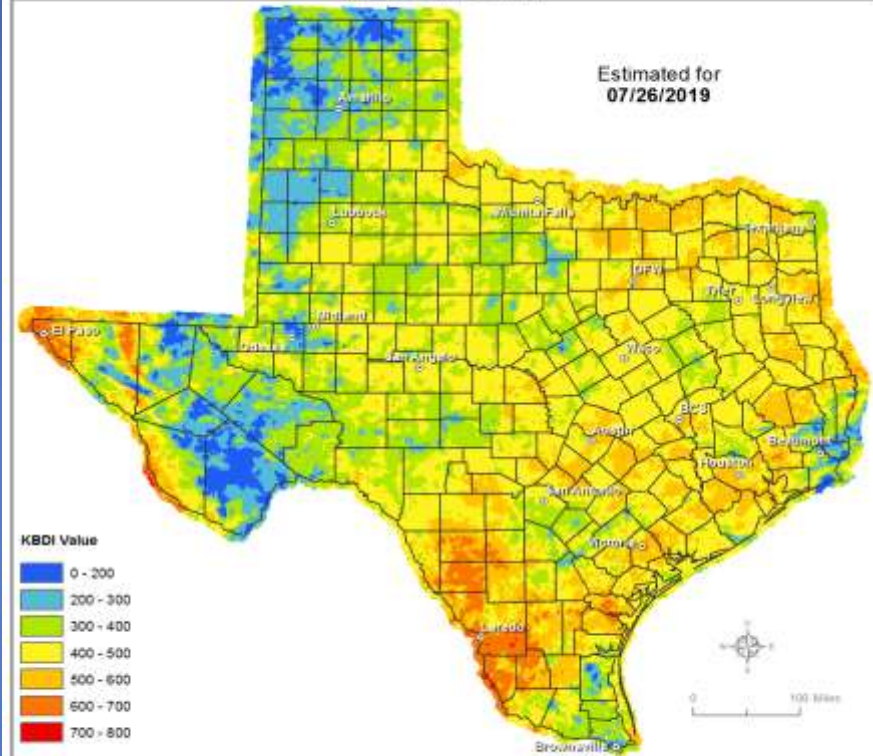 Estimated for
07/26/2019
Amarillo
Lubbock
Wichita Falls
Texarkana
DFW
Tyler
Longview
El Paso
Midland
Odessa
San Angelo
Waco
BCS
Austin
Beaumont
Houston
San Antonio
Victoria
Laredo
Brownsville
KBDI Value
0 - 200
200 - 300
300 - 400
400 - 500
500 - 600
600 - 700
700 - 800
0 100 Miles